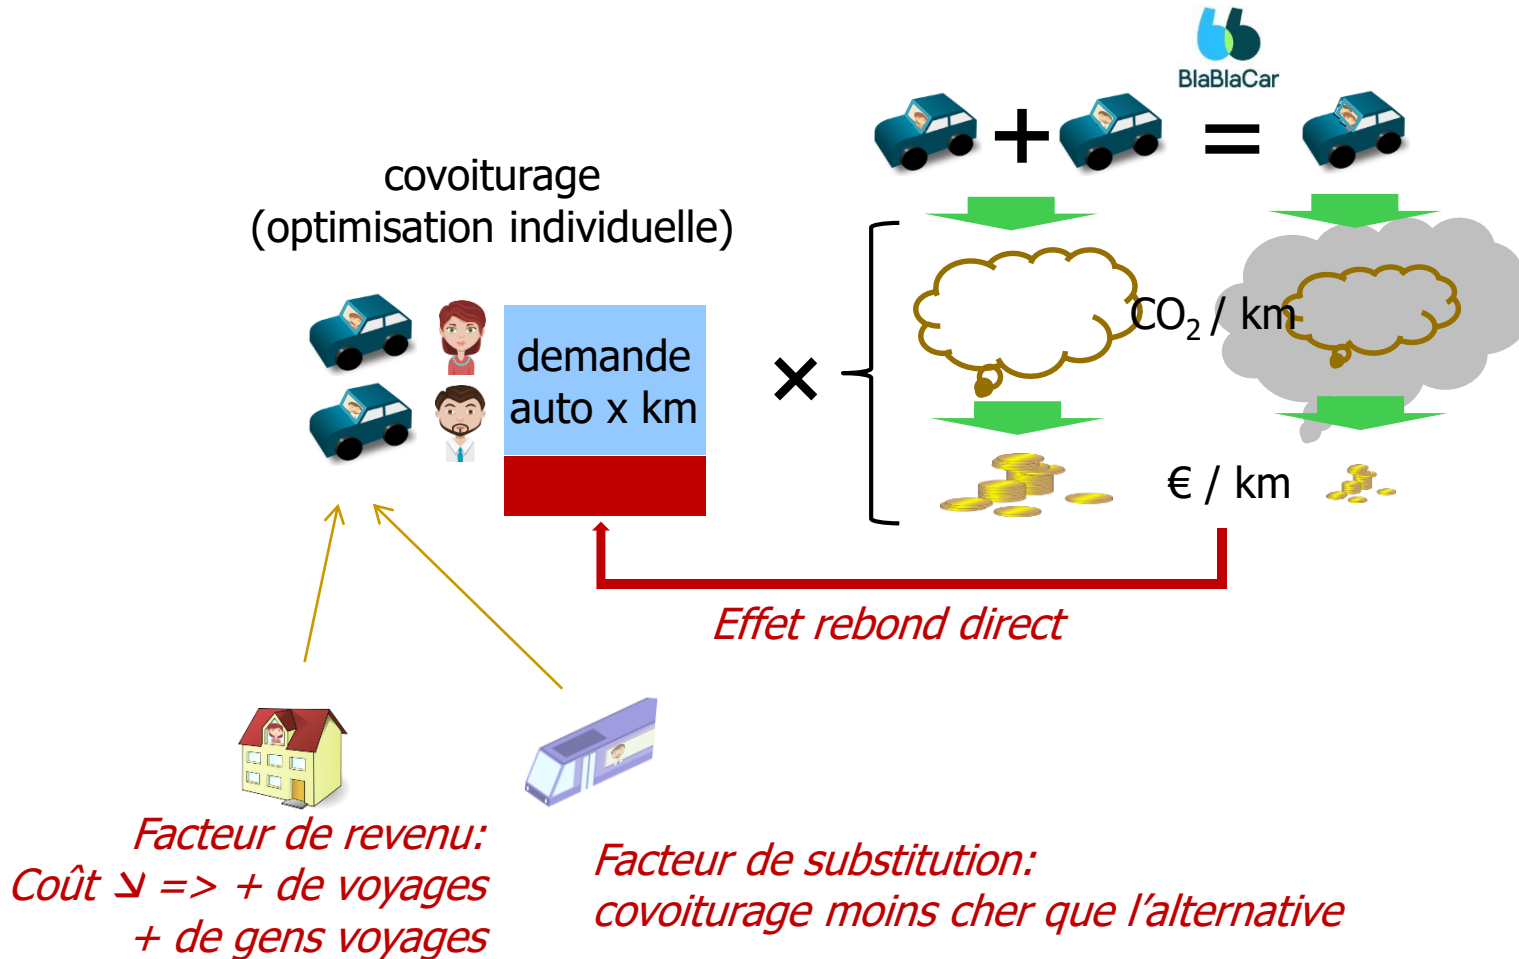 BlaBlaCar
+ =
covoiturage
(optimisation individuelle)
demande
auto x km
×
CO₂ / km
€ / km
Effet rebond direct
Facteur de revenu:
Coût ↘ => + de voyages
+ de gens voyages
Facteur de substitution:
covoiturage moins cher que l’alternative